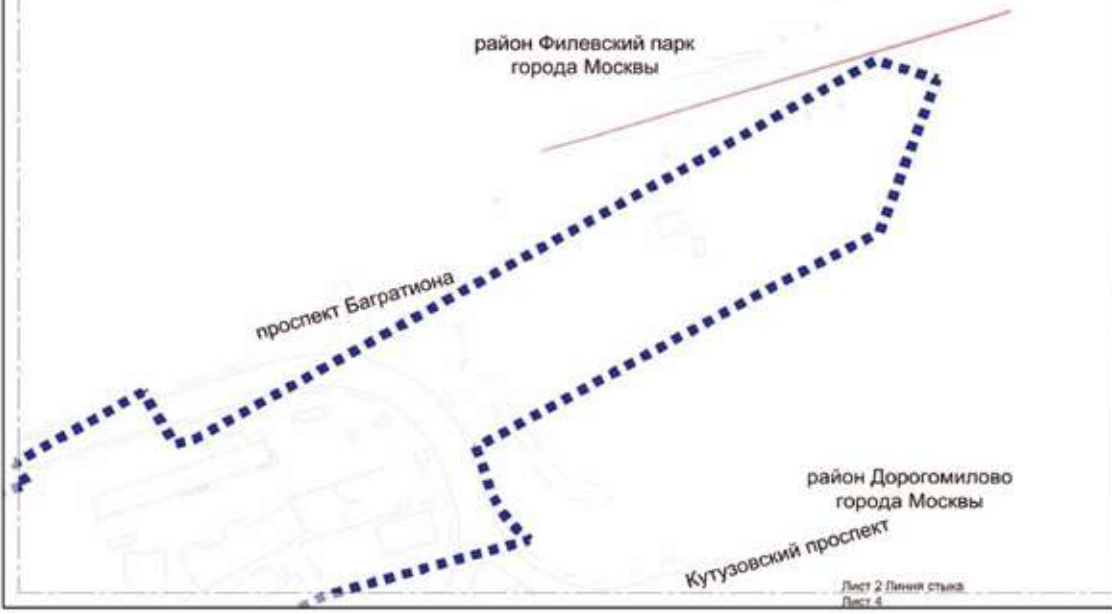 район Филевский парк
города Москвы
проспект Багратиона
район Дорогомилово
города Москвы
Кутузовский проспект
Лист 2 Линия стыка
Лист 4